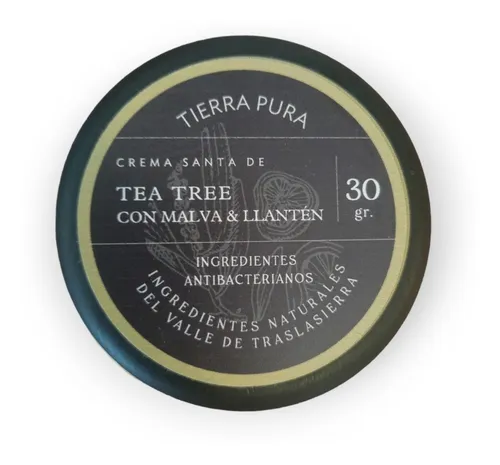 TIERRA PURA
CREMA SANTA DE
TEA TREE
CON MALVA & LLANTÉN
30
gr.
INGREDIENTES
ANTIBACTERIANOS
INGREDIENTES NATURALES
DEL VALLE DE TRASLASIERRA